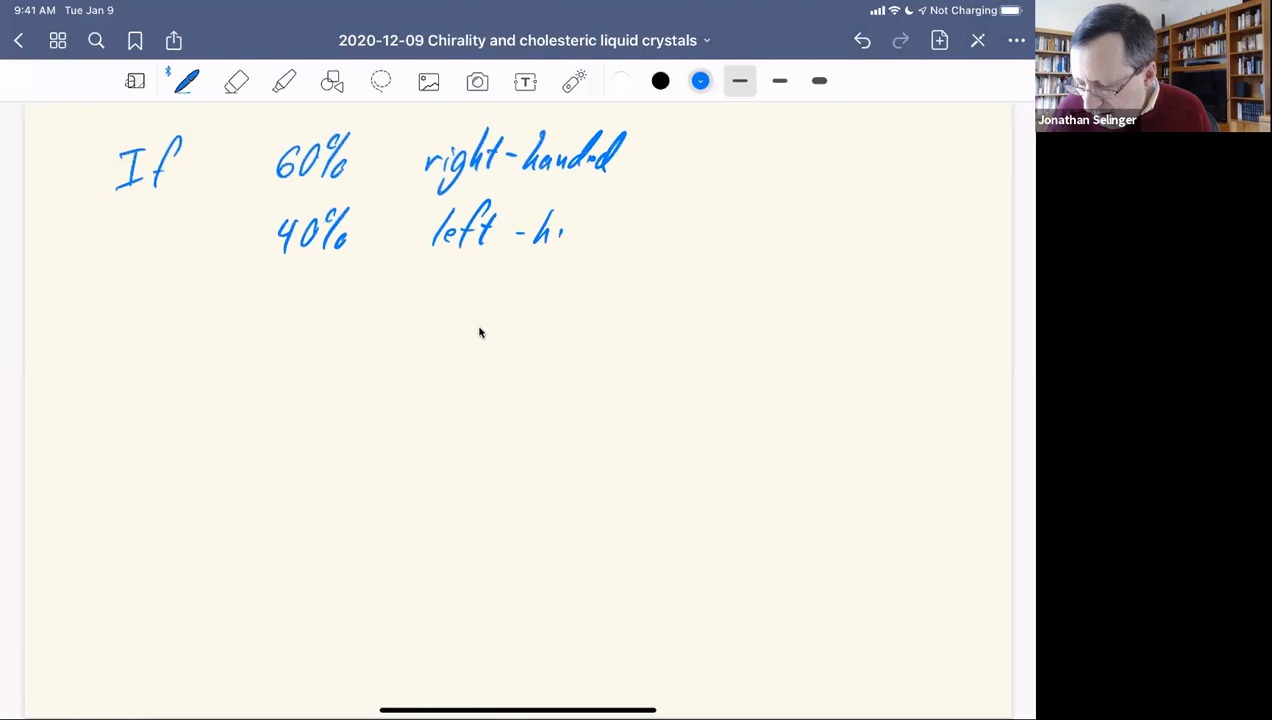 9:41 AM Tue Jan 9
Not Charging
2020-12-09 Chirality and cholesteric liquid crystals
Jonathan Selinger
If 60% right-handed
40% left-h